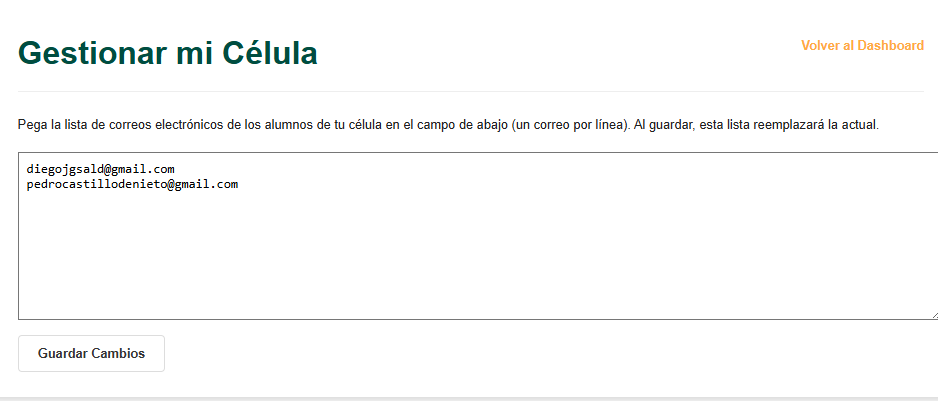 Gestionar mi Célula
Volver al Dashboard
Pega la lista de correos electrónicos de los alumnos de tu célula en el campo de abajo (un correo por línea). Al guardar, esta lista reemplazará la actual.
diegojgsald@gmail.com
pedrocastillodenieto@gmail.com
Guardar Cambios